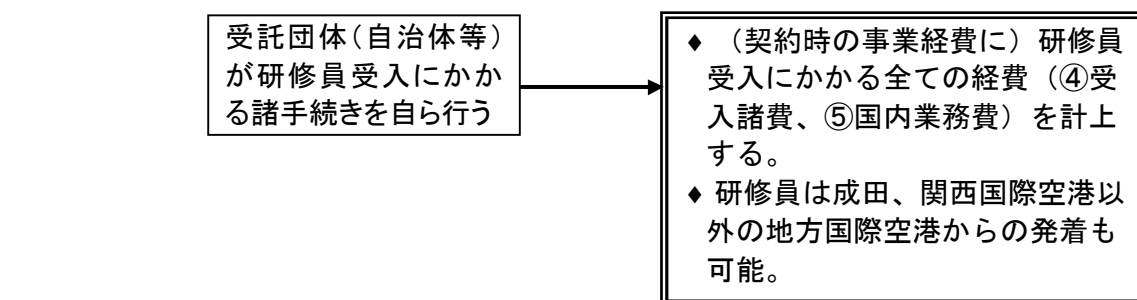 受託団体(自治体等)
が研修員受入にかか
る諸手続きを自ら行う
♦ (契約時の事業経費に)研修員
受入にかかる全ての経費(④受
入諸費、⑤国内業務費)を計上
する。
♦ 研修員は成田、関西国際空港以
外の地方国際空港からの発着も
可能。